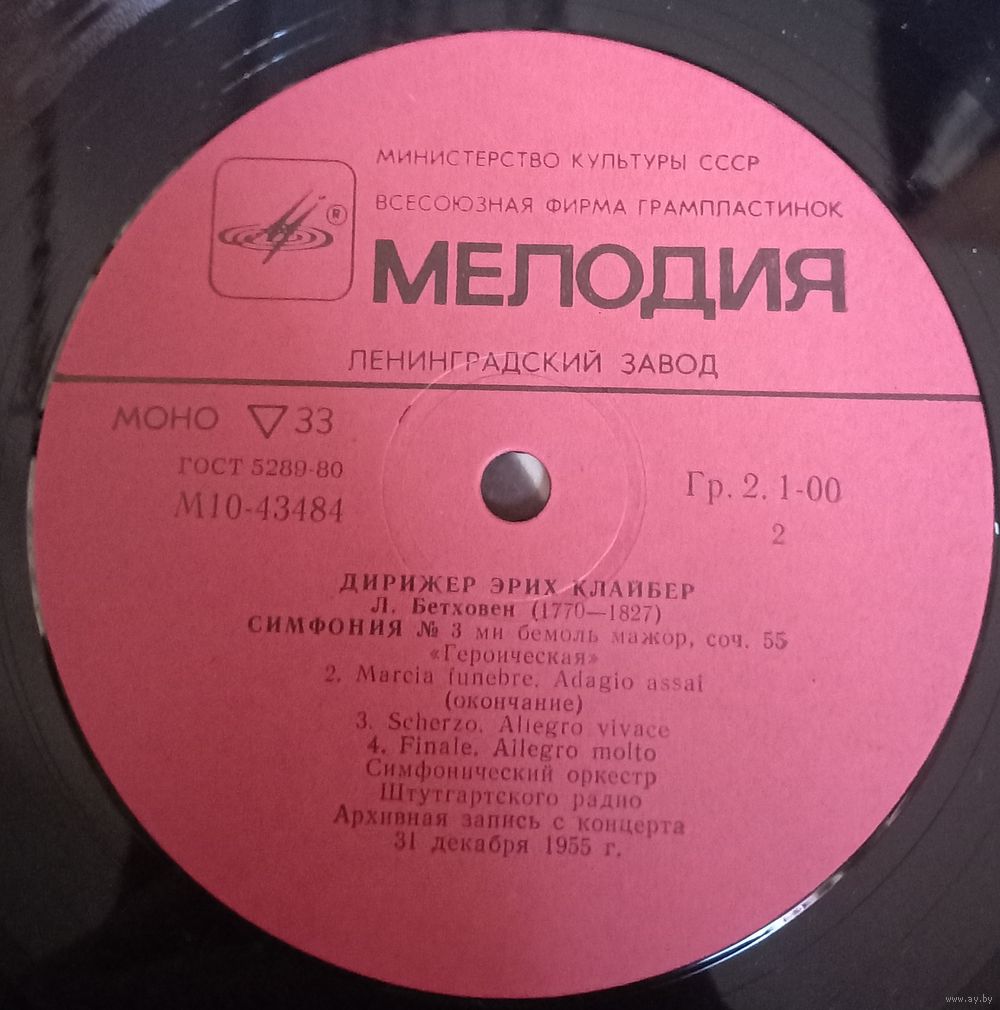 МИНИСТЕРСТВО КУЛЬТУРЫ СССР
ВСЕСОЮЗНАЯ ФИРМА ГРАМПЛАСТИНОК
®
МЕЛОДИЯ
ЛЕНИНГРАДСКИЙ ЗАВОД
МОНО ▽ 33
ГОСТ 5289-80
М10-43484
Гр. 2. 1-00
2
ДИРИЖЕР ЭРИХ КЛАЙБЕР
Л. Бетховен (1770—1827)
СИМФОНИЯ № 3 ми бемоль мажор, соч. 55
«Героическая»
2. Marcia funebre. Adagio assai
(окончание)
3. Scherzo. Allegro vivace
4. Finale. Allegro molto
Симфонический оркестр
Штутгартского радио
Архивная запись с концерта
31 декабря 1955 г.
www.ay.by